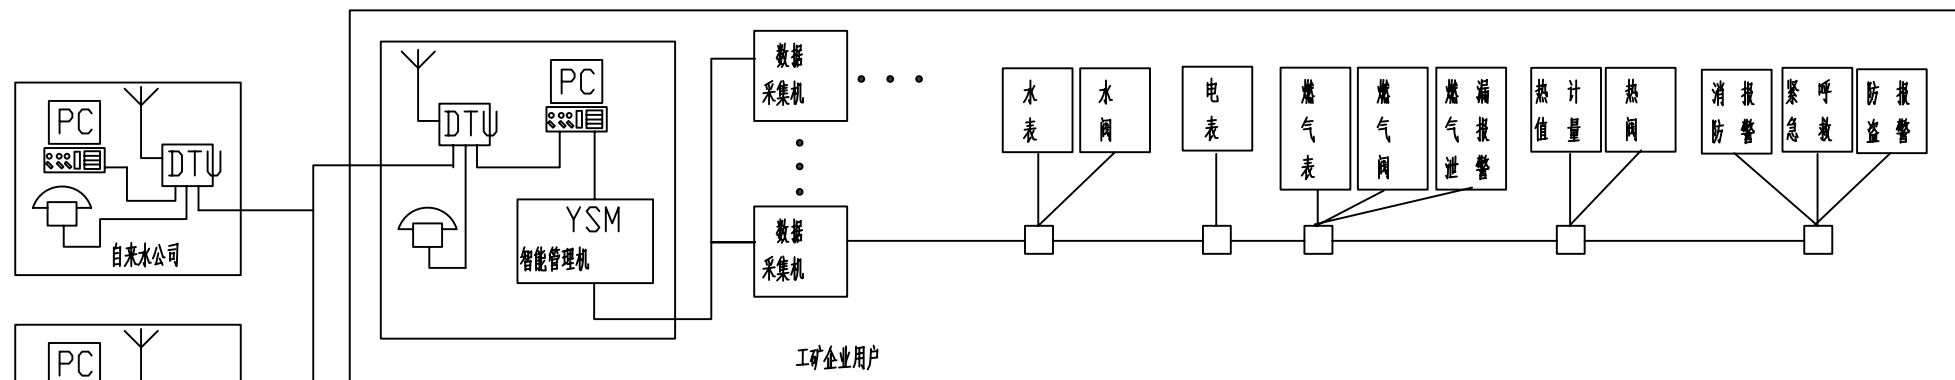 PC
DTU
自来水公司
PC
DTU
PC
YSM
智能管理机
数据
采集机
数据
采集机
水表
水阀
电表
燃气表
燃气阀
燃气泄
漏报警
热值
计量
热阀
消防
报警
紧急
呼救
防盗
报警
工矿企业用户
PC